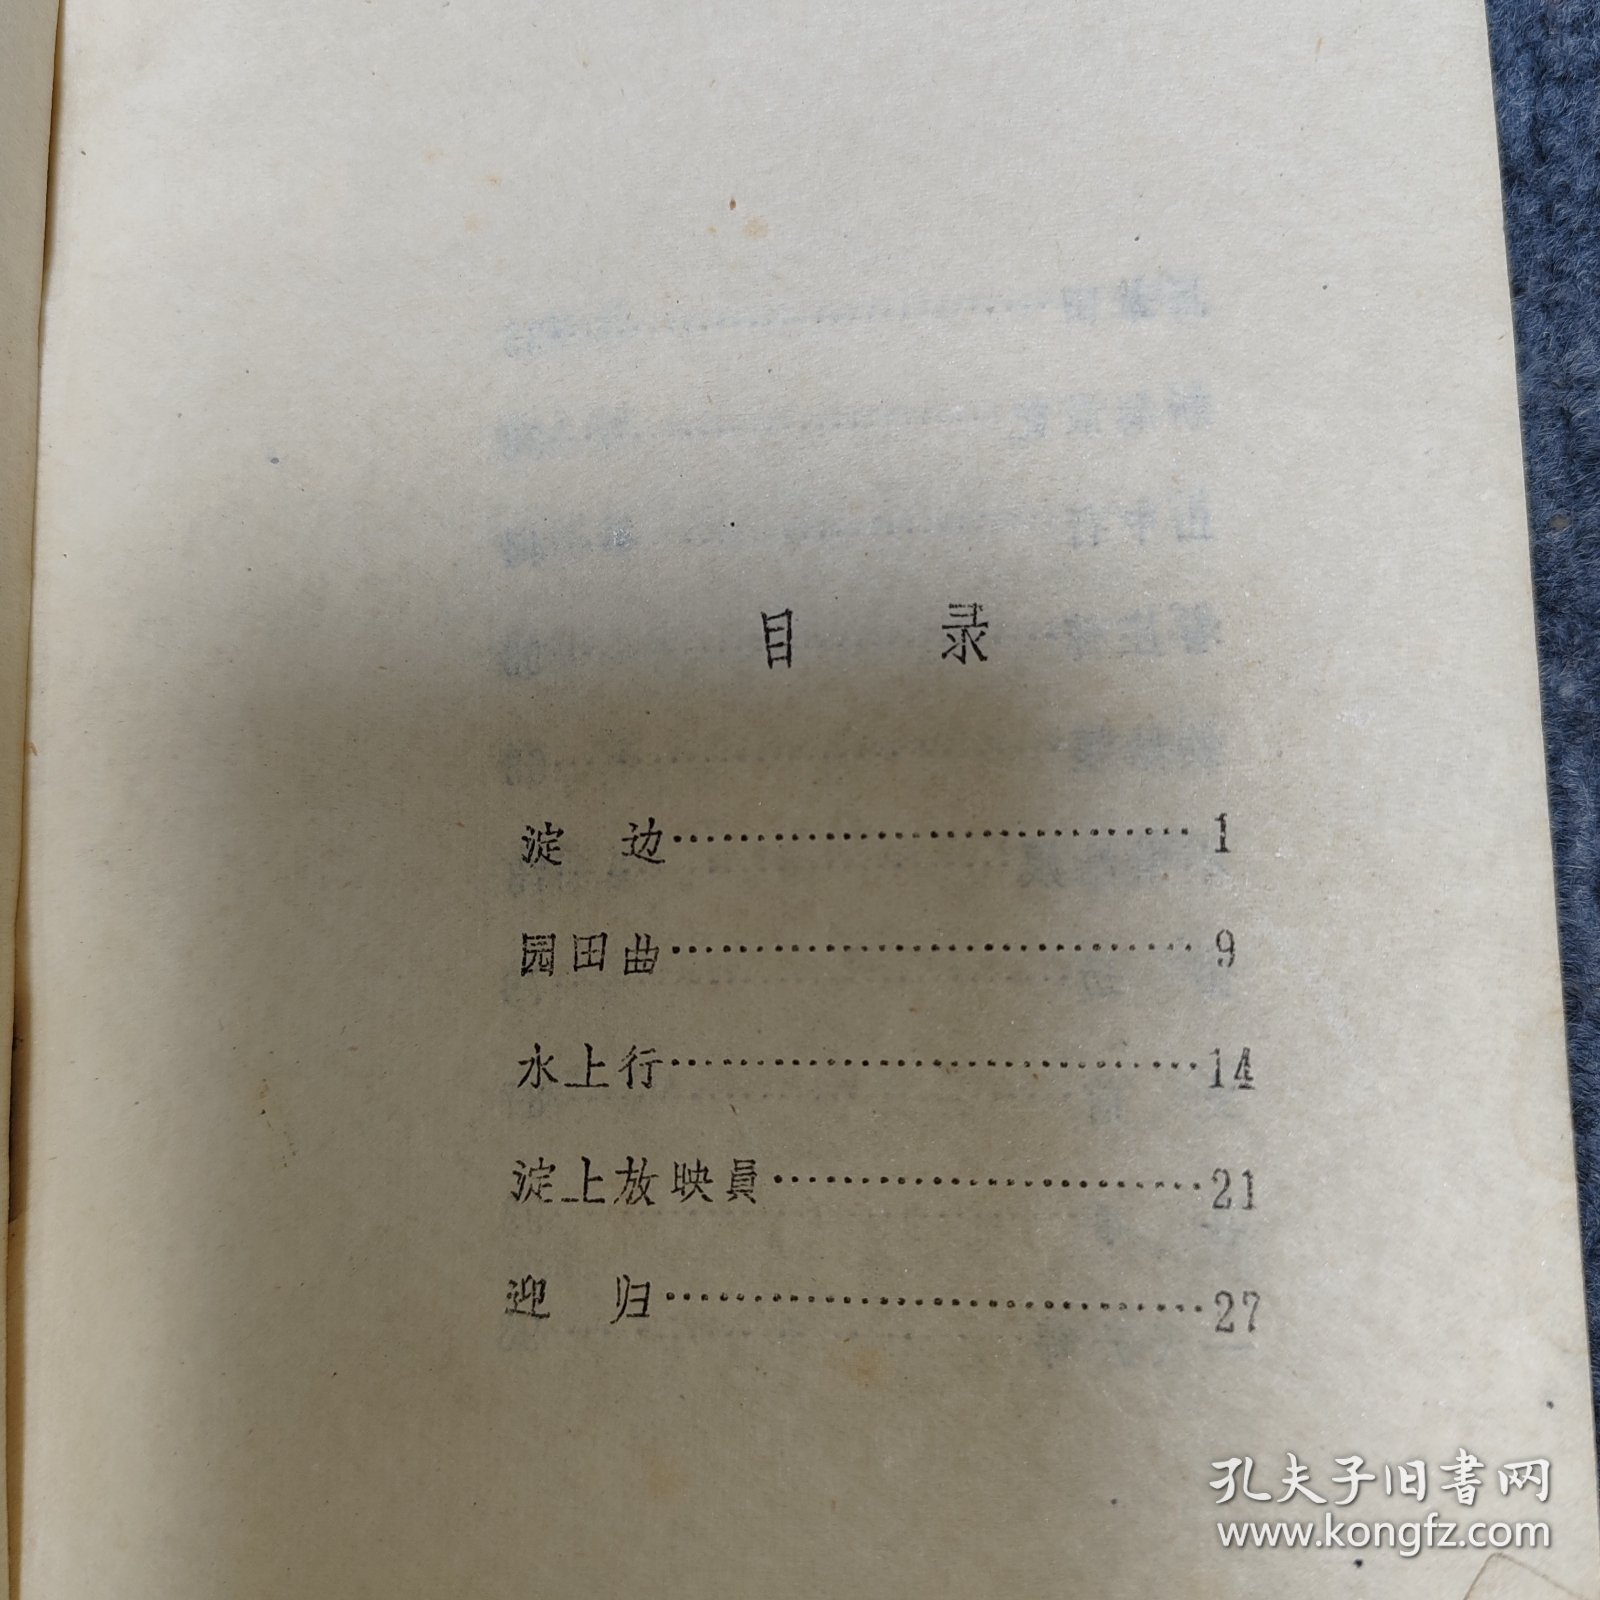 目 录
淀 边…………………………1
园田曲…………………………9
水上行…………………………14
淀上放映員……………………21
迎 归…………………………27
孔夫子旧书网
www.kongfz.com